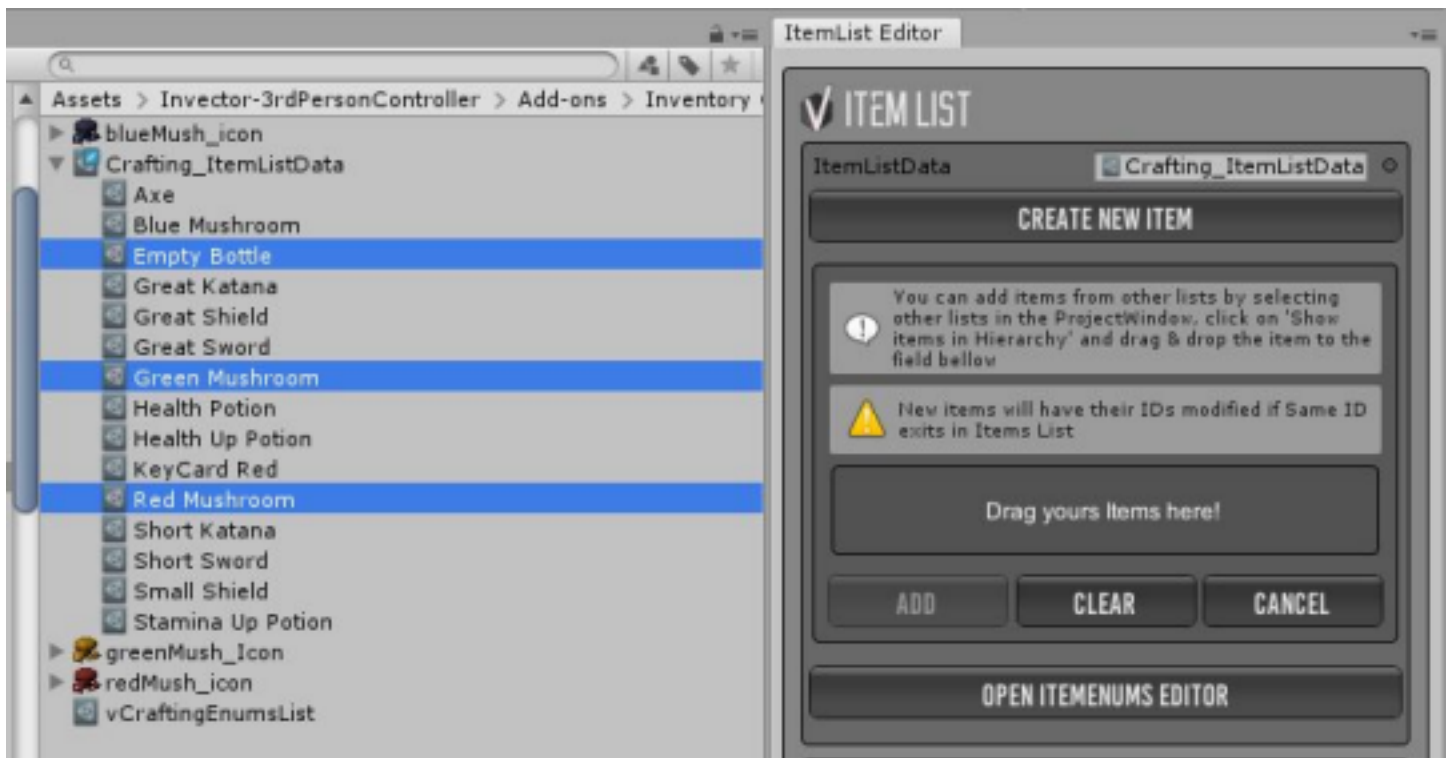 ItemList Editor
Assets > Invector-3rdPersonController > Add-ons > Inventory
blueMush_icon
Crafting_ItemListData
Axe
Blue Mushroom
Empty Bottle
Great Katana
Great Shield
Great Sword
Green Mushroom
Health Potion
Health Up Potion
KeyCard Red
Red Mushroom
Short Katana
Short Sword
Small Shield
Stamina Up Potion
greenMush_Icon
redMush_icon
vCraftingEnumsList
ITEM LIST
ItemListData Crafting_ItemListData
CREATE NEW ITEM
You can add items from other lists by selecting
other lists in the ProjectWindow, click on 'Show
items in Hierarchy' and drag & drop the item to the
field bellow
New items will have their IDs modified if Same ID
exits in Items List
Drag yours Items here!
ADD CLEAR CANCEL
OPEN ITEMENUMS EDITOR